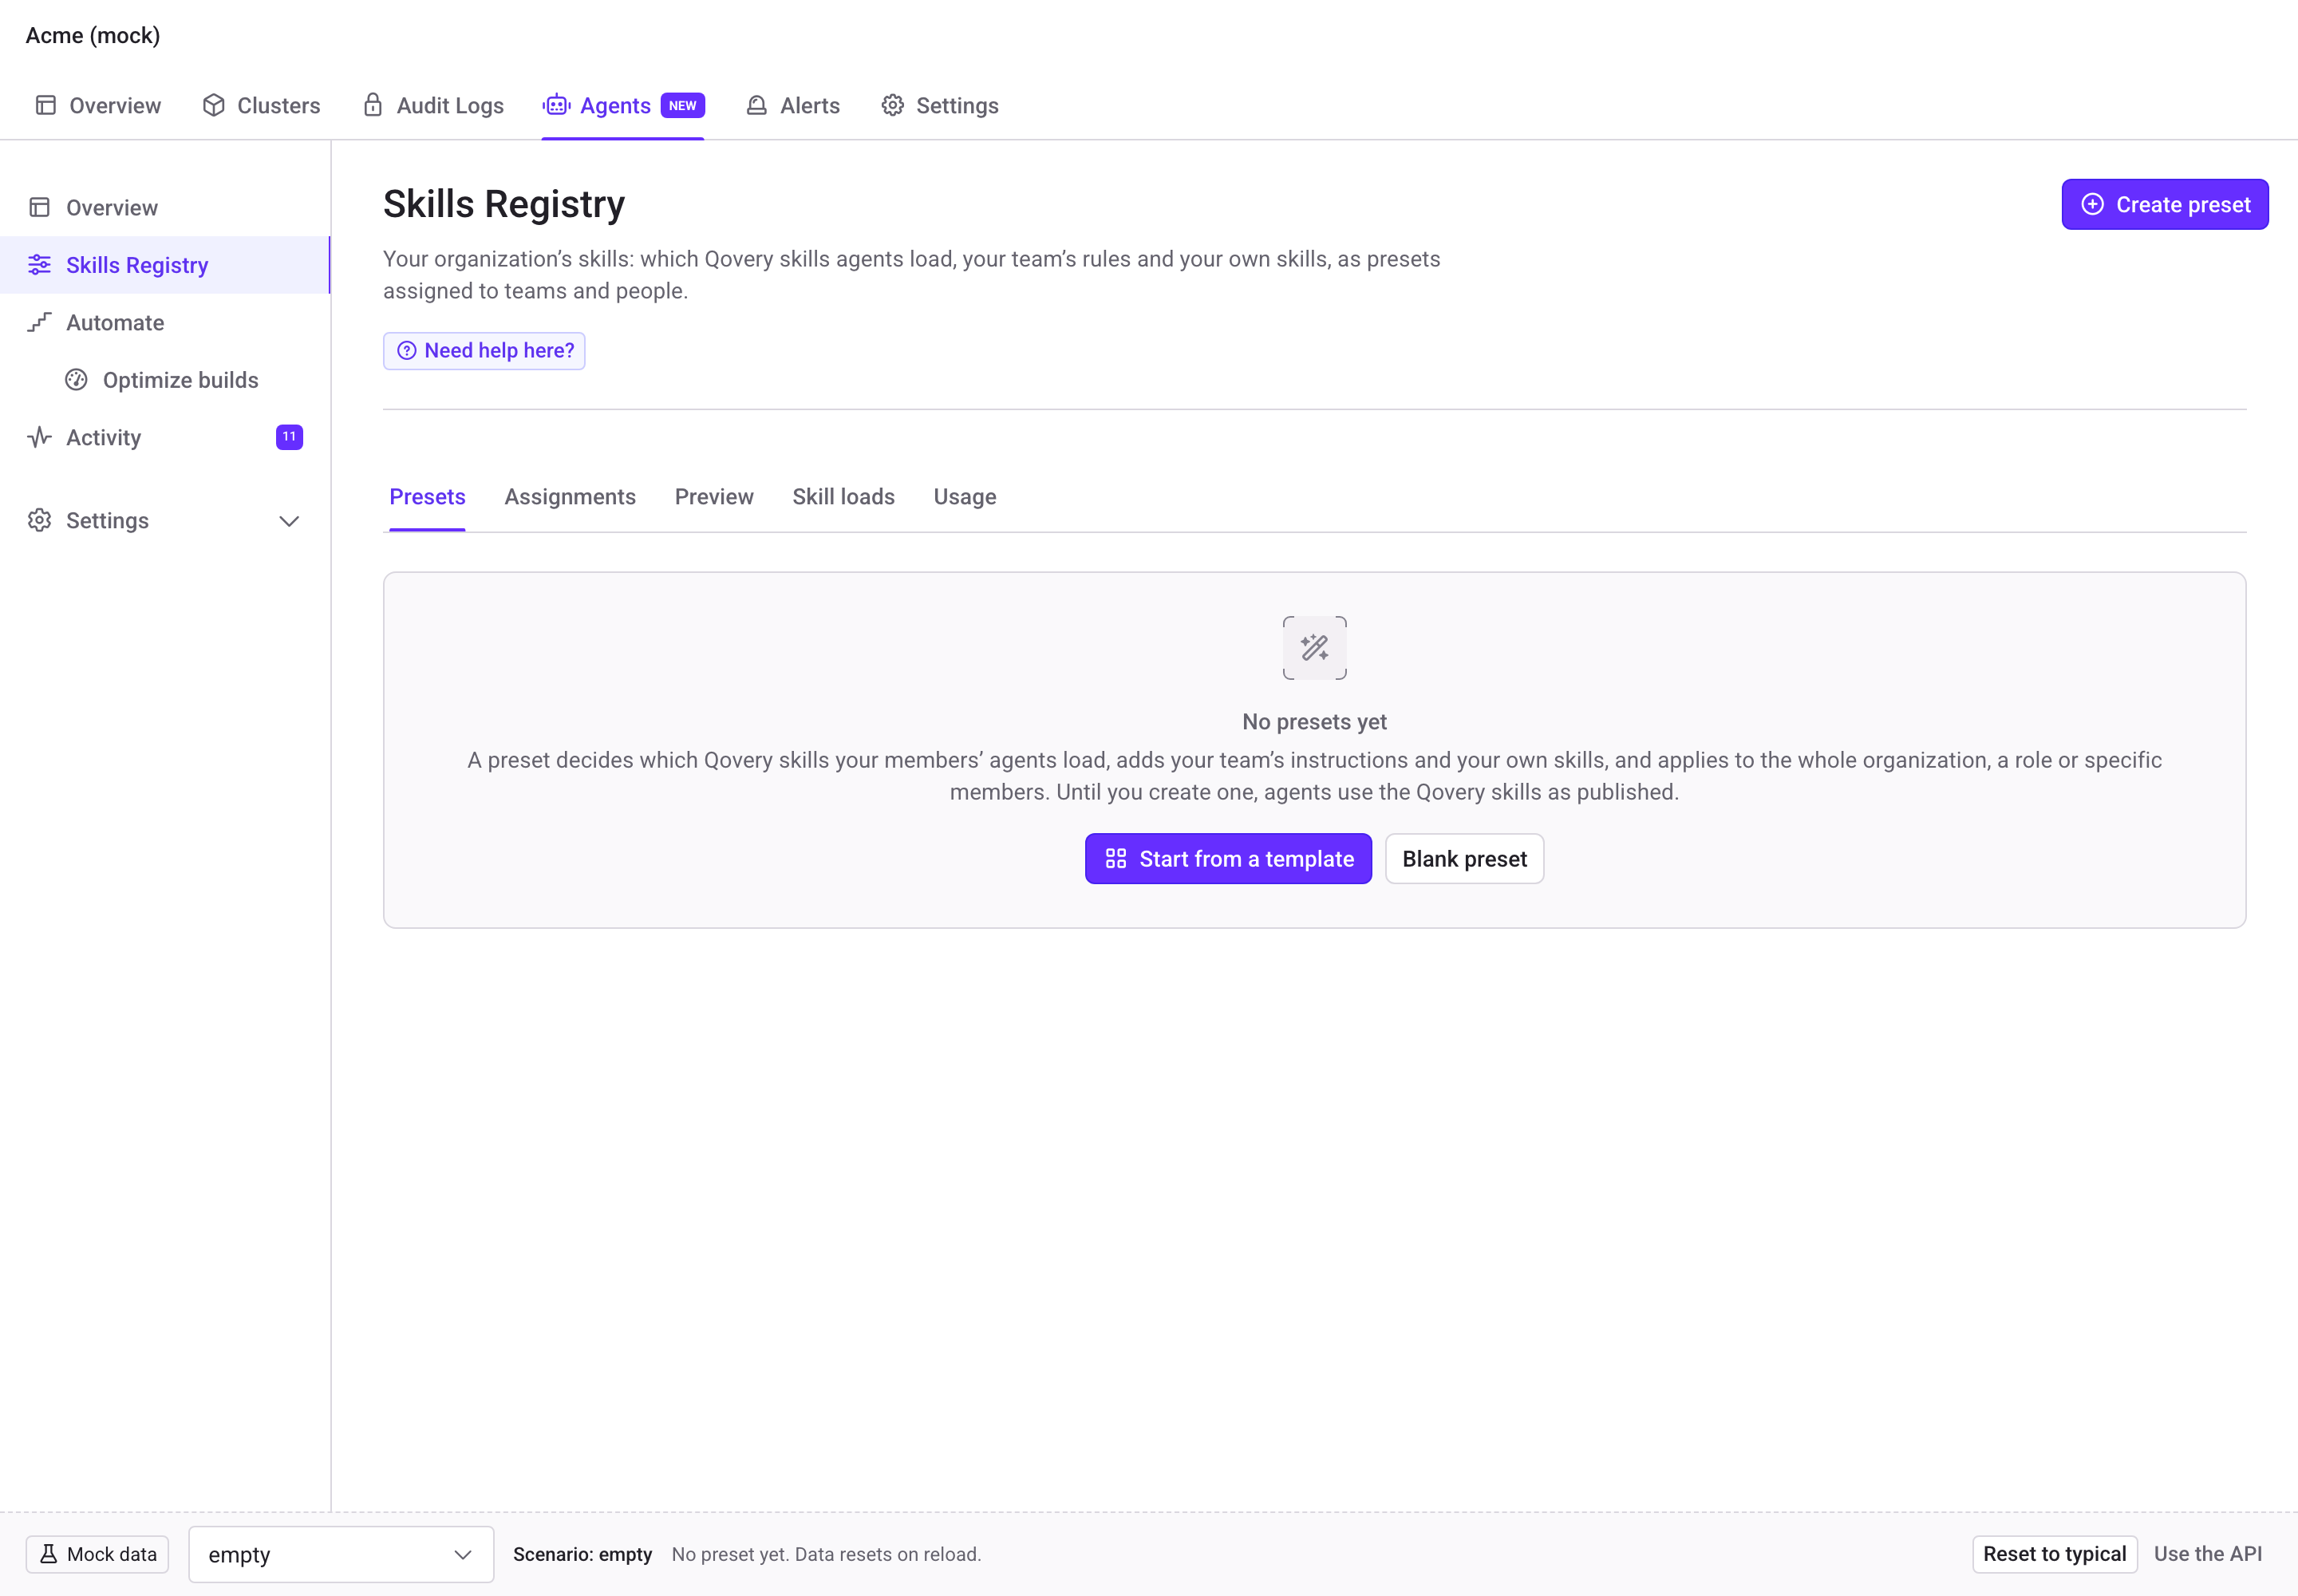 Acme (mock)
Overview
Clusters
Audit Logs
Agents
NEW
Alerts
Settings
Overview
Skills Registry
Automate
Optimize builds
Activity
11
Settings
Skills Registry
Create preset
Your organization’s skills: which Qovery skills agents load, your team’s rules and your own skills, as presets
assigned to teams and people.
Need help here?
Presets
Assignments
Preview
Skill loads
Usage
No presets yet
A preset decides which Qovery skills your members’ agents load, adds your team’s instructions and your own skills, and applies to the whole organization, a role or specific
members. Until you create one, agents use the Qovery skills as published.
Start from a template
Blank preset
Mock data
empty
Scenario: empty
No preset yet. Data resets on reload.
Reset to typical
Use the API